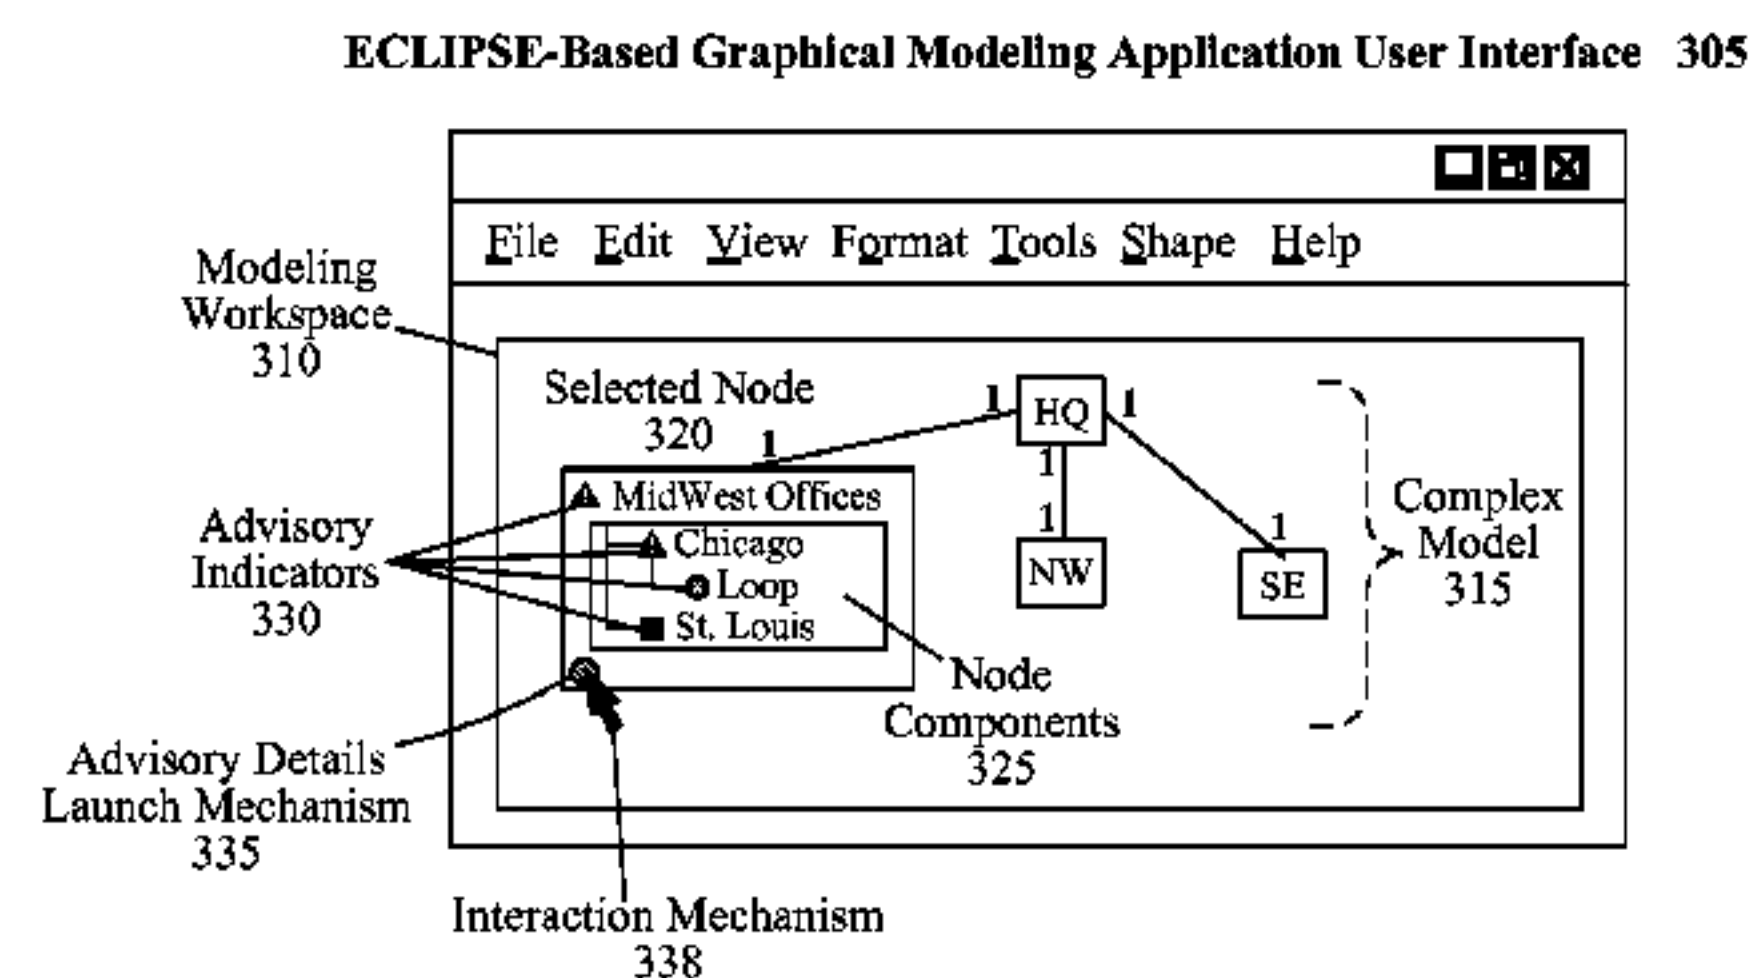 ECLIPSE-Based Graphical Modeling Application User Interface 305
File Edit View Format Tools Shape Help
Modeling
Workspace
310
Selected Node
320
1
1
HQ
1
1
1
NW
1
SE
MidWest Offices
Chicago
Loop
St. Louis
Advisory
Indicators
330
Complex
Model
315
Node
Components
325
Advisory Details
Launch Mechanism
335
Interaction Mechanism
338